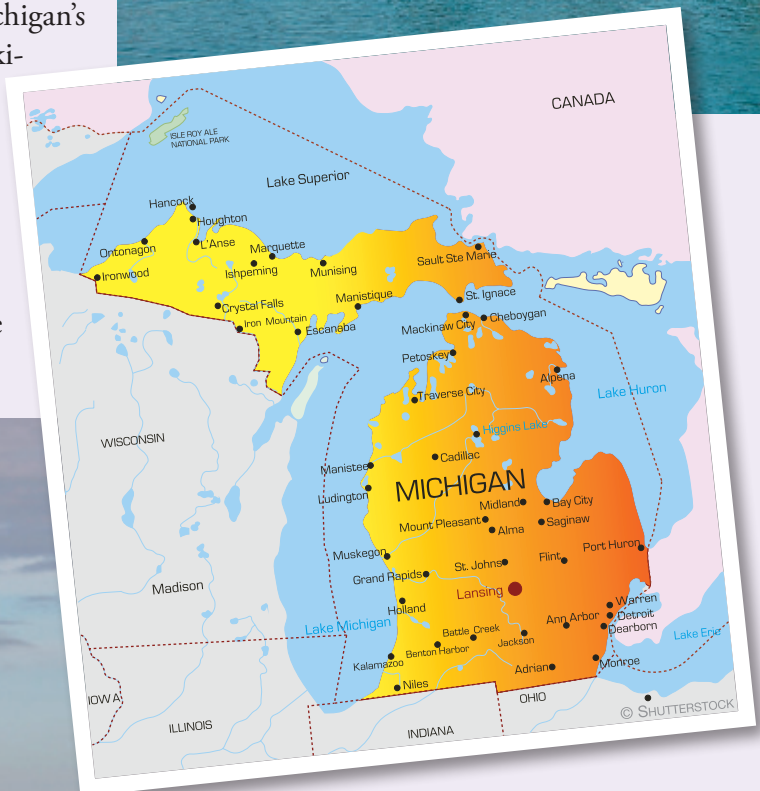 chigan's
ki-
e
CANADA
ISLE ROY ALE
NATIONAL PARK
Lake Superior
Hancock
Houghton
Ontonagon
L'Anse
Marquette
Ironwood
Ishpeming
Munising
Sault Ste Marie
Crystal Falls
Manistique
St. Ignace
Iron Mountain
Escanaba
Mackinaw City
Cheboygan
Petoskey
Alpena
Traverse City
Lake Huron
Higgins Lake
WISCONSIN
Cadillac
Manistee
MICHIGAN
Ludington
Midland
Bay City
Mount Pleasant
Alma
Saginaw
Muskegon
Port Huron
Flint
St. Johns
Grand Rapids
Madison
Lansing
Holland
Warren
Lake Michigan
Ann Arbor
Detroit
Dearborn
Battle Creek
Jackson
Lake Erie
Benton Harbor
Kalamazoo
Monroe
Adrian
Niles
IOWA
OHIO
ILLINOIS
INDIANA
© SHUTTERSTOCK